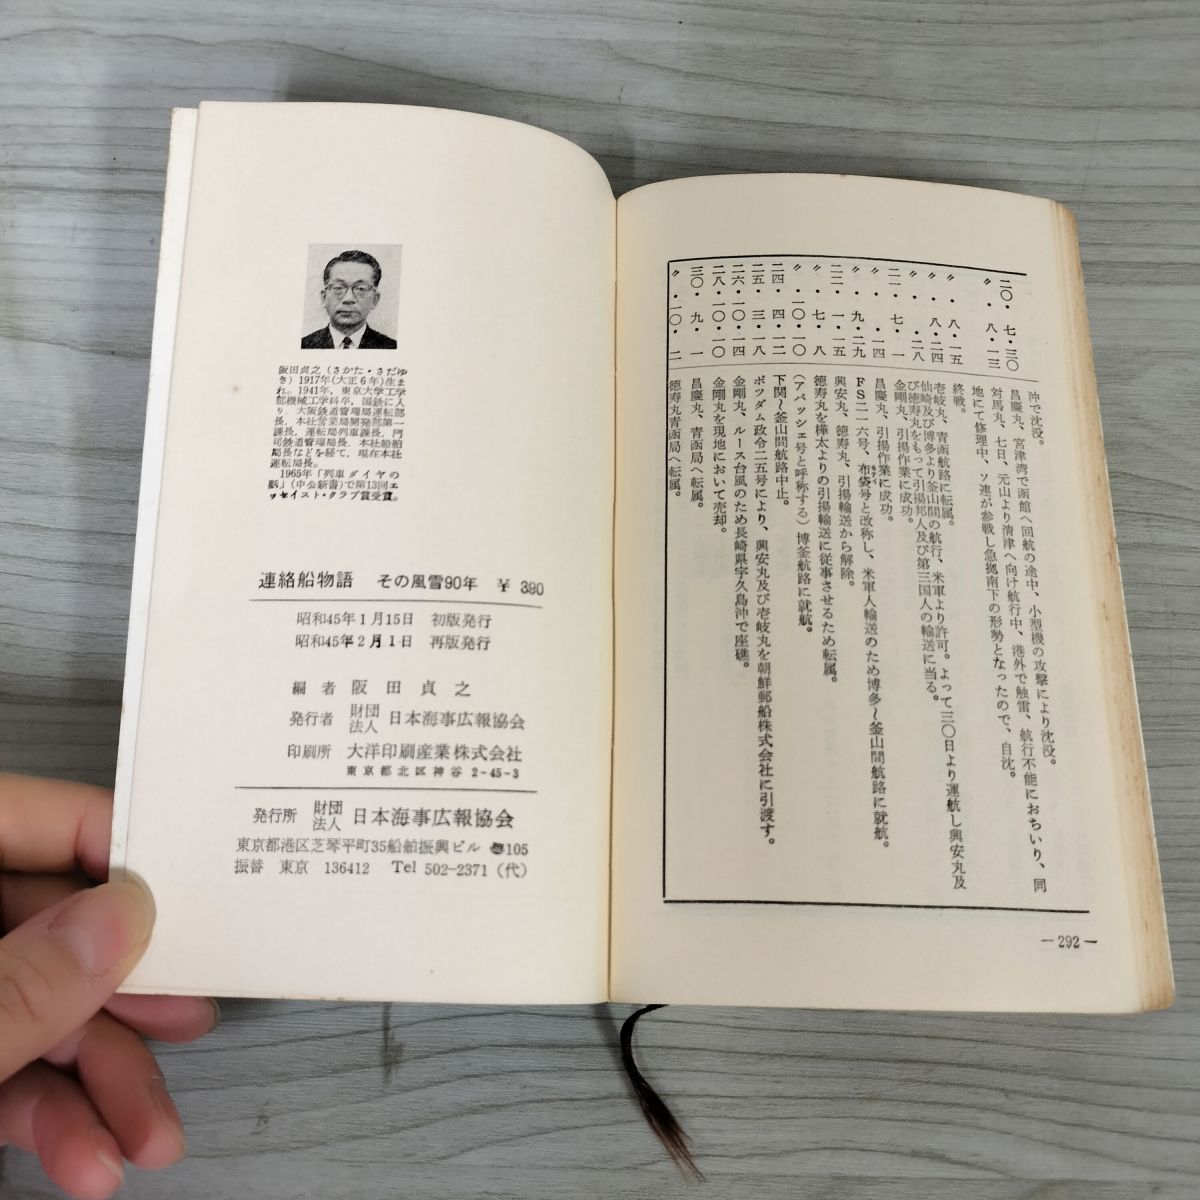 二〇・七・三〇
沖で沈没。
昌慶丸、宮津湾で函館へ回航の途中、小型機の攻撃により沈没。
〃・八・一三
対馬丸、七日、元山より清津へ向け航行中、港外で触雷、航行不能におちいり、同
地にて修理中、ソ連が参戦し急拠南下の形勢となったので、自沈。
〃・八・一五
終戦。
〃・八・二四
壱岐丸、青函航路に転属。
〃・八・二八
仙崎及び博多より釜山間の航行、米軍より許可。よって三〇日より運航し興安丸及
び徳寿丸をもって引揚邦人及び第三国人の輸送に当る。
二一・七・一
金剛丸、引揚作業に成功。
〃・一四
昌慶丸、引揚作業に成功。
〃・九・二九
FS二一六号、布袋号と改称し、米軍人輸送のため博多〜釜山間航路に就航。
二二・一・一五
興安丸、徳寿丸、引揚輸送から解除。
〃・七・八
徳寿丸を樺太よりの引揚輸送に従事させるため転属。
〃・一〇・一〇
(アパッシェ号と呼称する)博釜航路に就航。
二四・四・一二
下関〜釜山間航路中止。
二五・三・一八
ポツダム政令二五号により、興安丸及び壱岐丸を朝鮮郵船株式会社に引渡す。
二六・一〇・一四
金剛丸、ルース台風のため長崎県宇久島沖で座礁。
二八・一〇・一〇
金剛丸を現地において売却。
三〇・九・一
昌慶丸、青函局へ転属。
〃・一〇・二
徳寿丸青函局へ転属。
—292—
阪田貞之(さかた・さだゆ
き)1917年(大正6年)生ま
れ。1941年、東京大学工学
部機械工学科卒、国鉄に入
り、大阪鉄道管理局運転部
長、本社営業局開発部第一
課長、運転局列車課長、門
司鉄道管理局長、本社船舶
局長などを経て、現在本社
運転局長。
1965年「列車ダイヤの
話」(中公新書)で第13回エ
ッセイスト・クラブ賞受賞。
連絡船物語 その風雪90年 ¥390
昭和45年1月15日 初版発行
昭和45年2月1日 再版発行
編者 阪田貞之
発行者 財団法人 日本海事広報協会
印刷所 大洋印刷産業株式会社
東京都北区神谷2-45-3
発行所 財団法人 日本海事広報協会
東京都港区芝琴平町35船舶振興ビル 105
振替 東京 136412 Tel 502-2371(代)